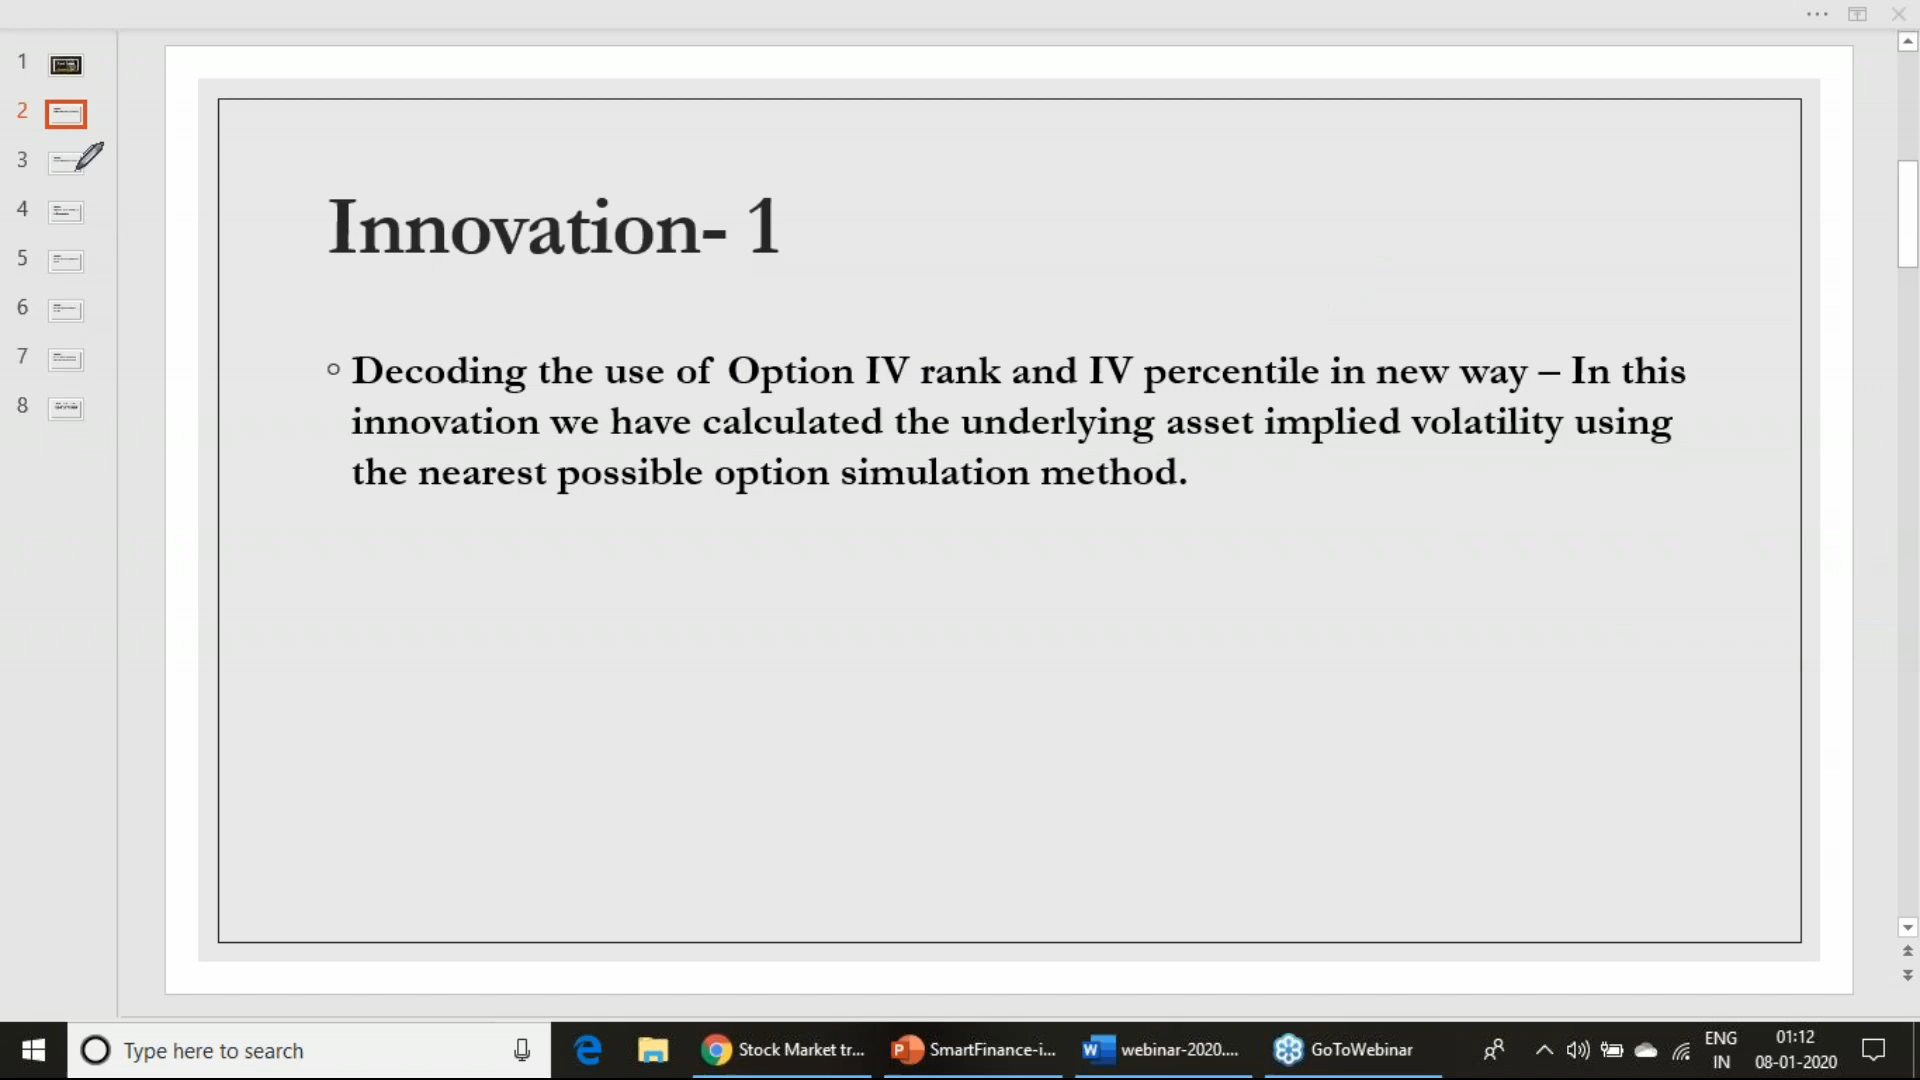 1
2
3
4
5
6
7
8
Innovation- 1
Decoding the use of Option IV rank and IV percentile in new way – In this
innovation we have calculated the underlying asset implied volatility using
the nearest possible option simulation method.
Type here to search
Stock Market tr...
SmartFinance-i...
webinar-2020....
GoToWebinar
ENG
IN
01:12
08-01-2020